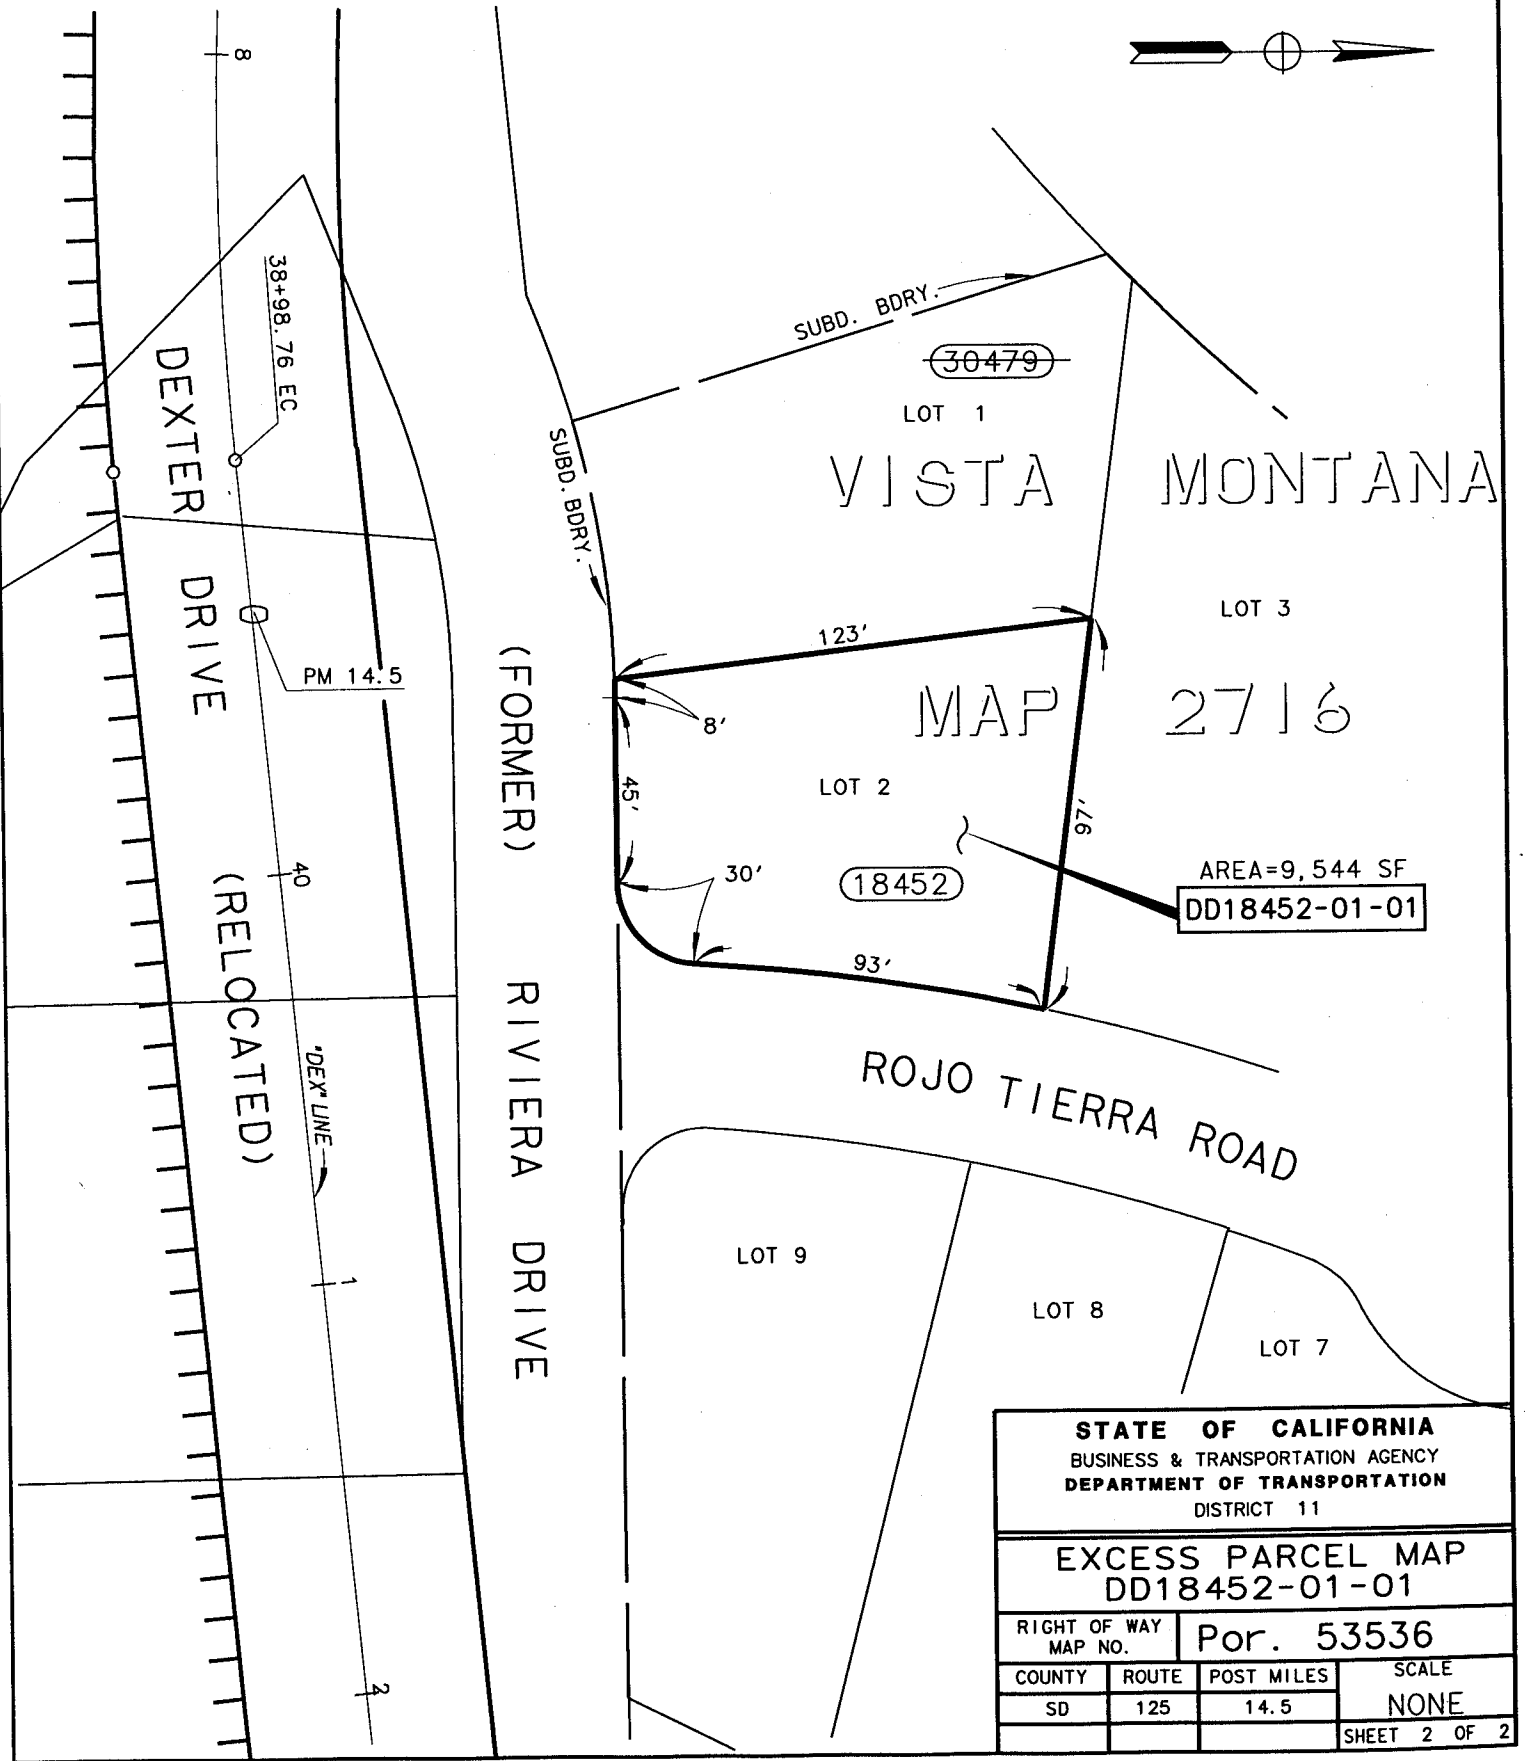 8
38+98.76 EC
DEXTER DRIVE
(RELOCATED)
PM 14.5
40
"DEX" LINE
1
2
(FORMER) RIVIERA DRIVE
SUBD. BDRY.
SUBD. BDRY.
30479
LOT 1
VISTA MONTANA
LOT 3
123'
MAP 2716
8'
45'
LOT 2
97'
30'
18452
AREA=9,544 SF
DD18452-01-01
93'
ROJO TIERRA ROAD
LOT 9
LOT 8
LOT 7
STATE OF CALIFORNIA
BUSINESS & TRANSPORTATION AGENCY
DEPARTMENT OF TRANSPORTATION
DISTRICT 11
EXCESS PARCEL MAP
DD18452-01-01
RIGHT OF WAY
MAP NO.
Por. 53536
COUNTY ROUTE POST MILES SCALE
SD 125 14.5 NONE
SHEET 2 OF 2